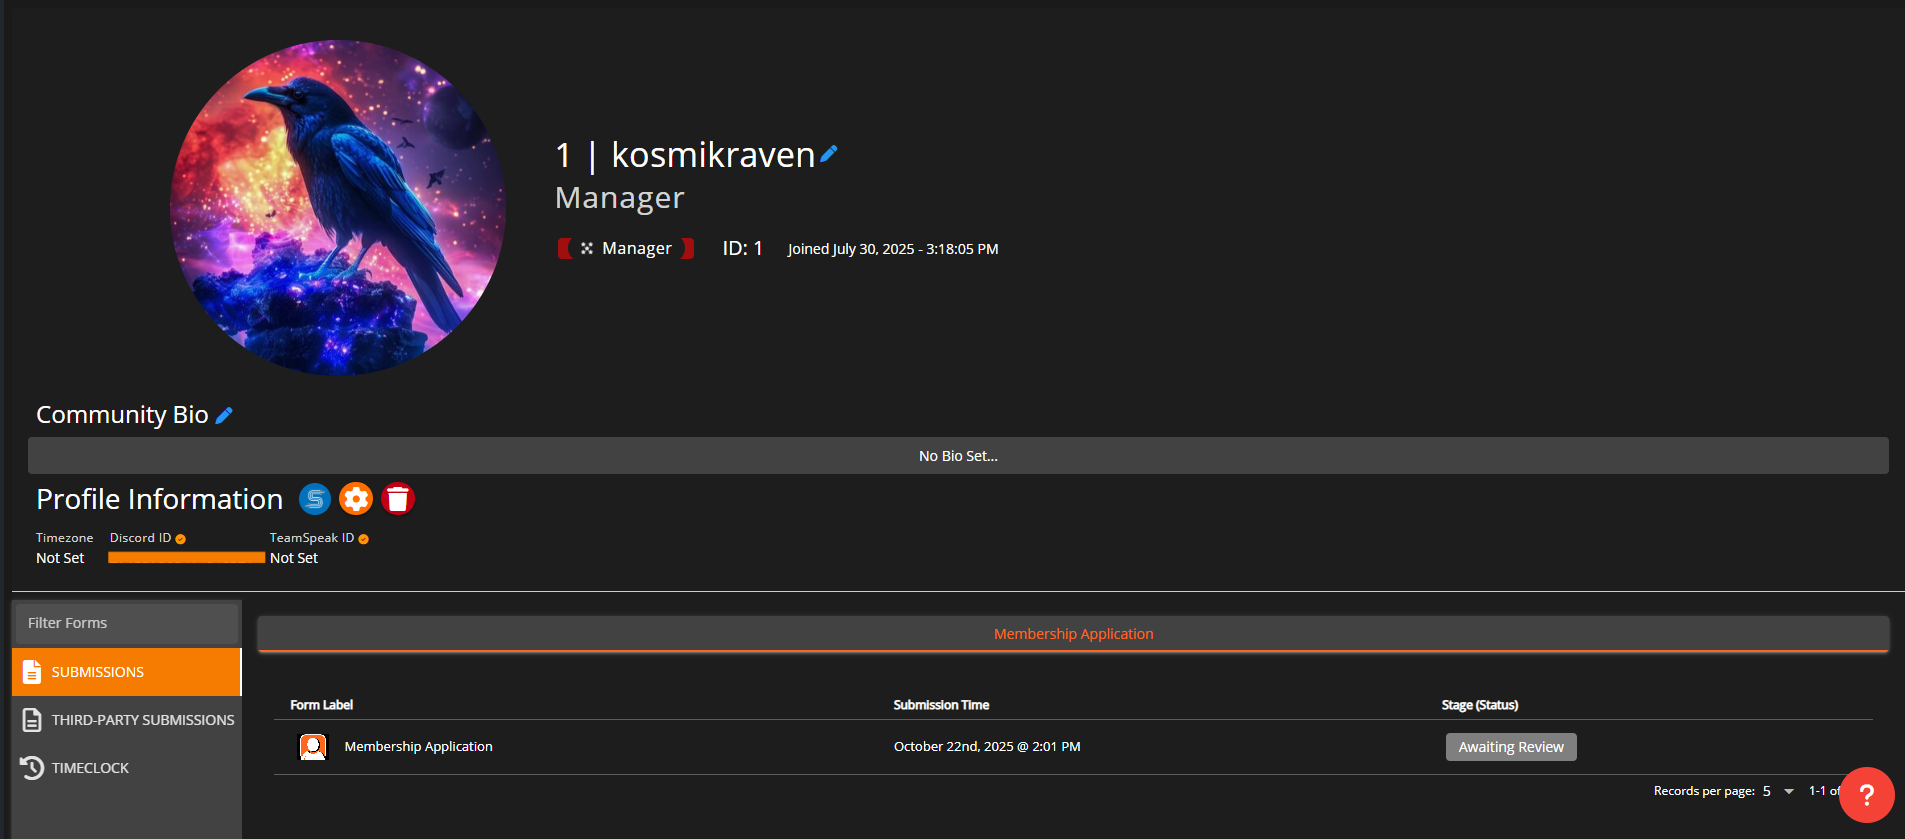 1 | kosmikraven
Manager
Manager ID: 1 Joined July 30, 2025 - 3:18:05 PM
Community Bio
No Bio Set...
Profile Information
Timezone Discord ID TeamSpeak ID
Not Set Not Set
Filter Forms
SUBMISSIONS
THIRD-PARTY SUBMISSIONS
TIMECLOCK
Membership Application
Form Label Submission Time Stage (Status)
Membership Application October 22nd, 2025 @ 2:01 PM Awaiting Review
Records per page: 5 1-1 of
?